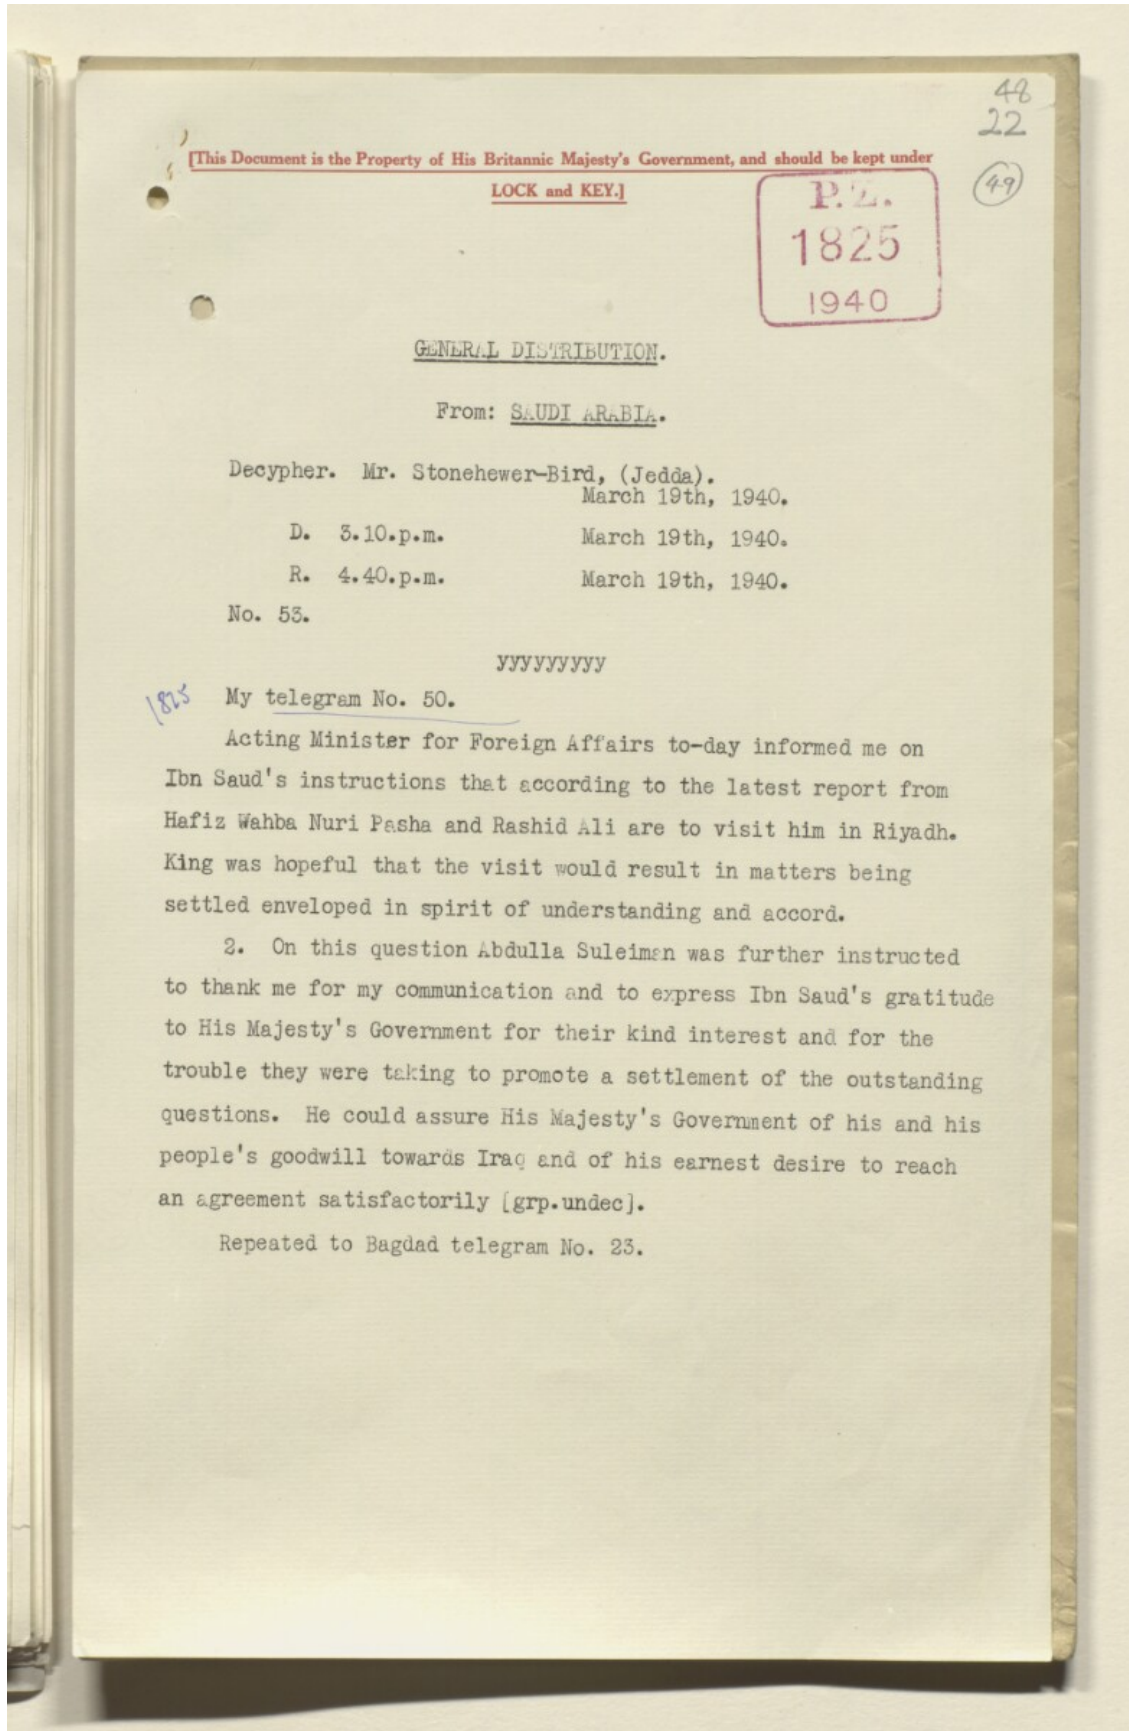 48
22
[This Document is the Property of His Britannic Majesty's Government, and should be kept under
LOCK and KEY.]
49
P.Z.
1825
1940
GENERAL DISTRIBUTION.
From: SAUDI ARABIA.
Decypher. Mr. Stonehewer-Bird, (Jedda).
March 19th, 1940.
D. 3.10.p.m. March 19th, 1940.
R. 4.40.p.m. March 19th, 1940.
No. 53.
yyyyyyyyy
1825 My telegram No. 50.
Acting Minister for Foreign Affairs to-day informed me on
Ibn Saud's instructions that according to the latest report from
Hafiz Wahba Nuri Pasha and Rashid Ali are to visit him in Riyadh.
King was hopeful that the visit would result in matters being
settled enveloped in spirit of understanding and accord.
2. On this question Abdulla Suleiman was further instructed
to thank me for my communication and to express Ibn Saud's gratitude
to His Majesty's Government for their kind interest and for the
trouble they were taking to promote a settlement of the outstanding
questions. He could assure His Majesty's Government of his and his
people's goodwill towards Iraq and of his earnest desire to reach
an agreement satisfactorily [grp.undec].
Repeated to Bagdad telegram No. 23.